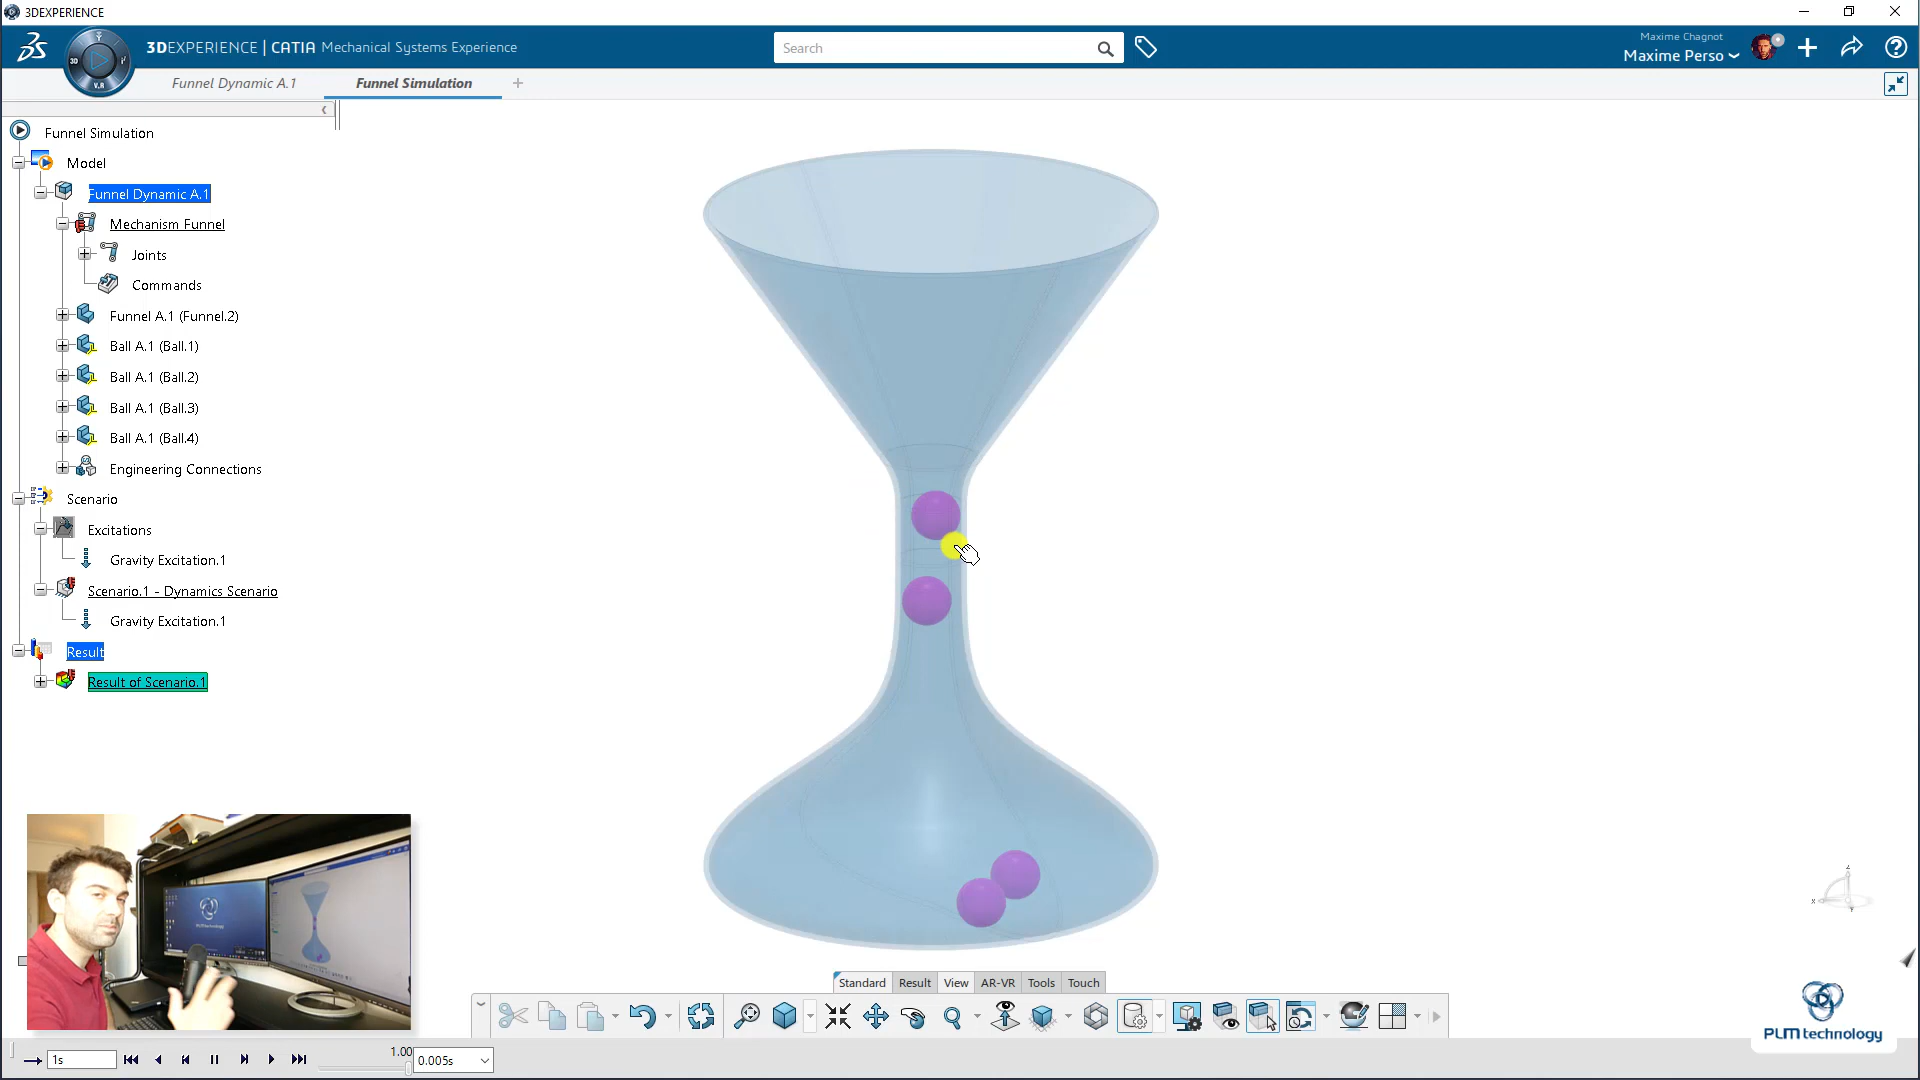 3DEXPERIENCE
3DEXPERIENCE | CATIA Mechanical Systems Experience
Search
Maxime Chagnot
Maxime Perso
3D
V.R
Funnel Dynamic A.1
Funnel Simulation
Funnel Simulation
Model
Funnel Dynamic A.1
Mechanism Funnel
Joints
Commands
Funnel A.1 (Funnel.2)
Ball A.1 (Ball.1)
Ball A.1 (Ball.2)
Ball A.1 (Ball.3)
Ball A.1 (Ball.4)
Engineering Connections
Scenario
Excitations
Gravity Excitation.1
Scenario.1 - Dynamics Scenario
Gravity Excitation.1
Result
Result of Scenario.1
Standard
Result
View
AR-VR
Tools
Touch
1s
1.00
0.005s
PLM technology